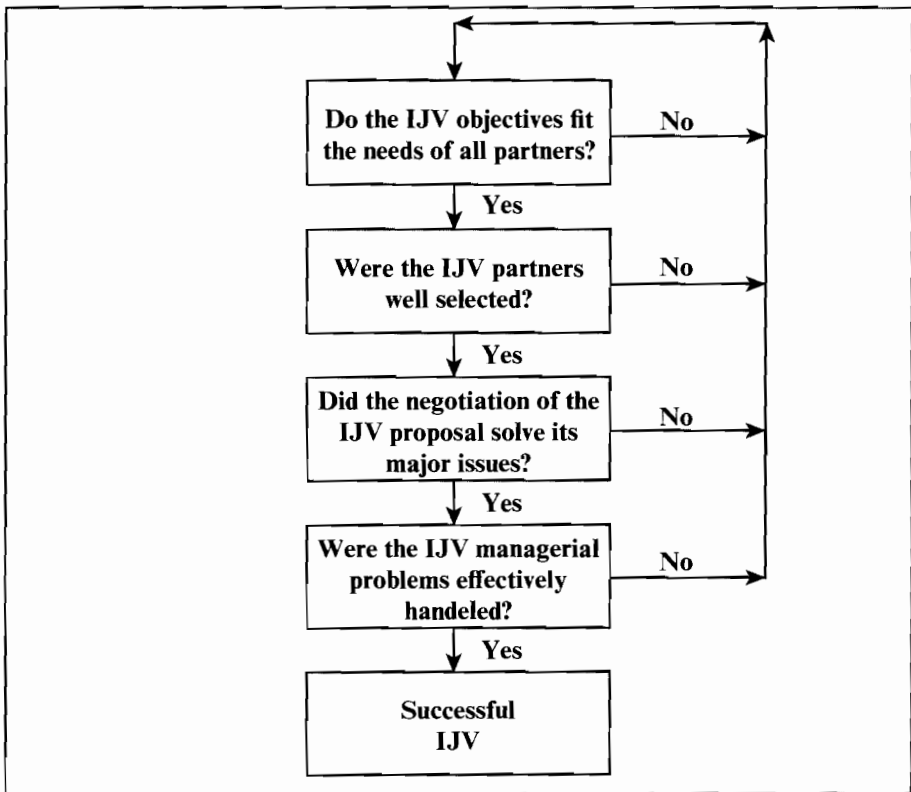 Do the IJV objectives fit
the needs of all partners?
No
Yes
Were the IJV partners
well selected?
No
Yes
Did the negotiation of the
IJV proposal solve its
major issues?
No
Yes
Were the IJV managerial
problems effectively
handeled?
No
Yes
Successful
IJV